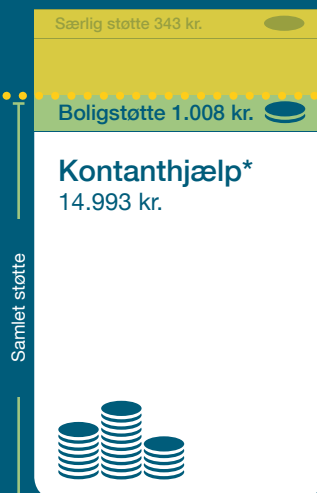 Særlig støtte 343 kr.
Boligstøtte 1.008 kr.
Kontanthjælp*
14.993 kr.
Samlet støtte